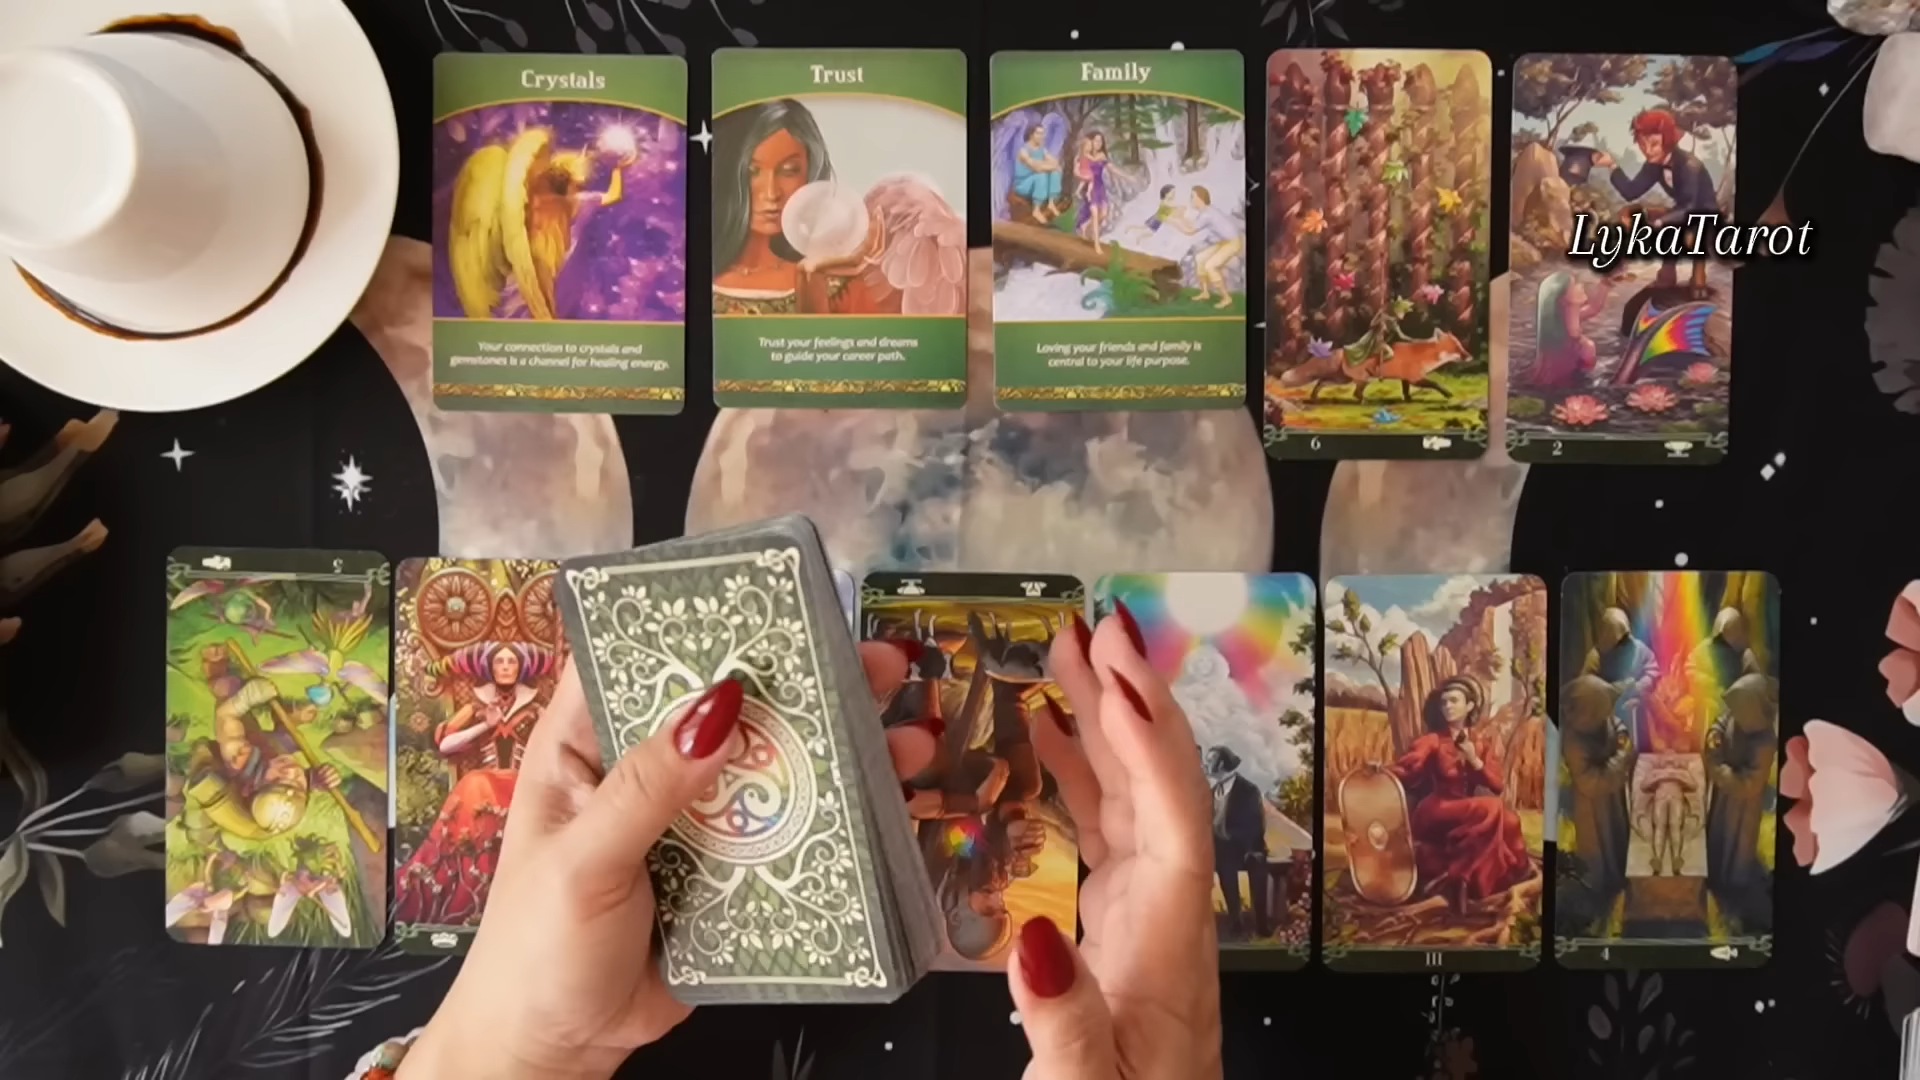 Crystals
Your connection to crystals and
gemstones is a channel for healing energy.
Trust
Trust your feelings and dreams
to guide your career path.
Family
Loving your friends and family is
central to your life purpose.
6
2
LykaTarot
5
III
4